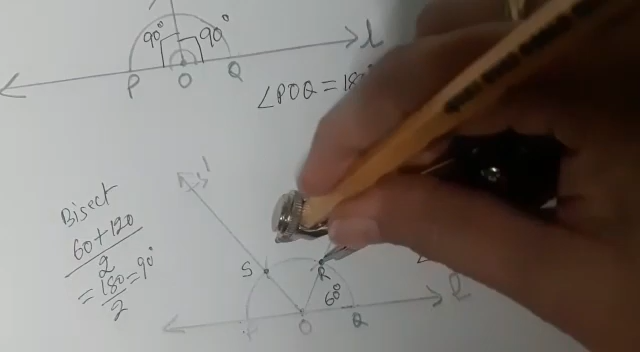 90° 90°
l
P O Q
∠POQ = 18
Bisect
60+120
2
= 180 = 90°
2
S R
60°
O Q